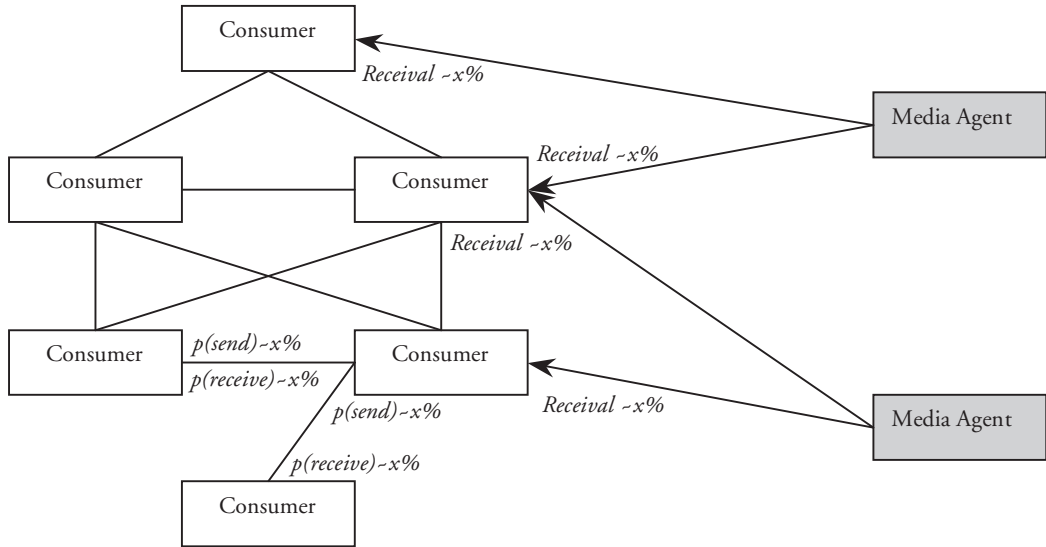 Consumer
Receival ~x%
Media Agent
Receival ~x%
Consumer
Consumer
Receival ~x%
p(send)~x%
Consumer
Consumer
p(receive)~x%
Receival ~x%
p(send)~x%
Media Agent
p(receive)~x%
Consumer